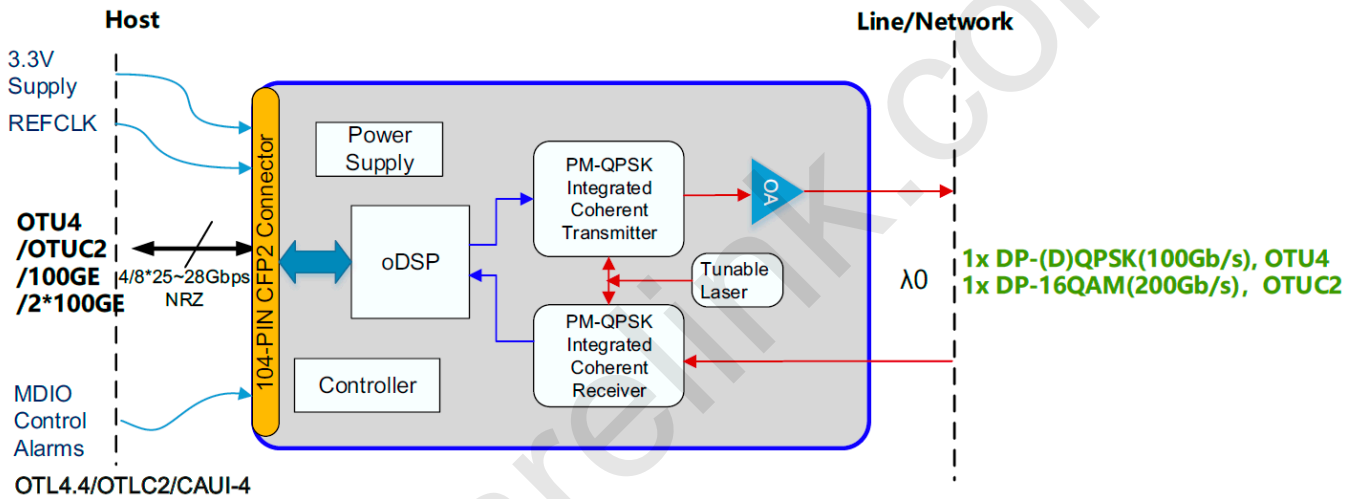 Host
Line/Network
3.3V
Supply
REFCLK
OTU4
/OTUC2
/100GE
/2*100GE
4/8*25~28Gbps
NRZ
MDIO
Control
Alarms
OTL4.4/OTLC2/CAUI-4
104-PIN CFP2 Connector
Power
Supply
oDSP
Controller
PM-QPSK
Integrated
Coherent
Transmitter
OA
Tunable
Laser
PM-QPSK
Integrated
Coherent
Receiver
λ0
1x DP-(D)QPSK(100Gb/s), OTU4
1x DP-16QAM(200Gb/s), OTUC2
erelink.co